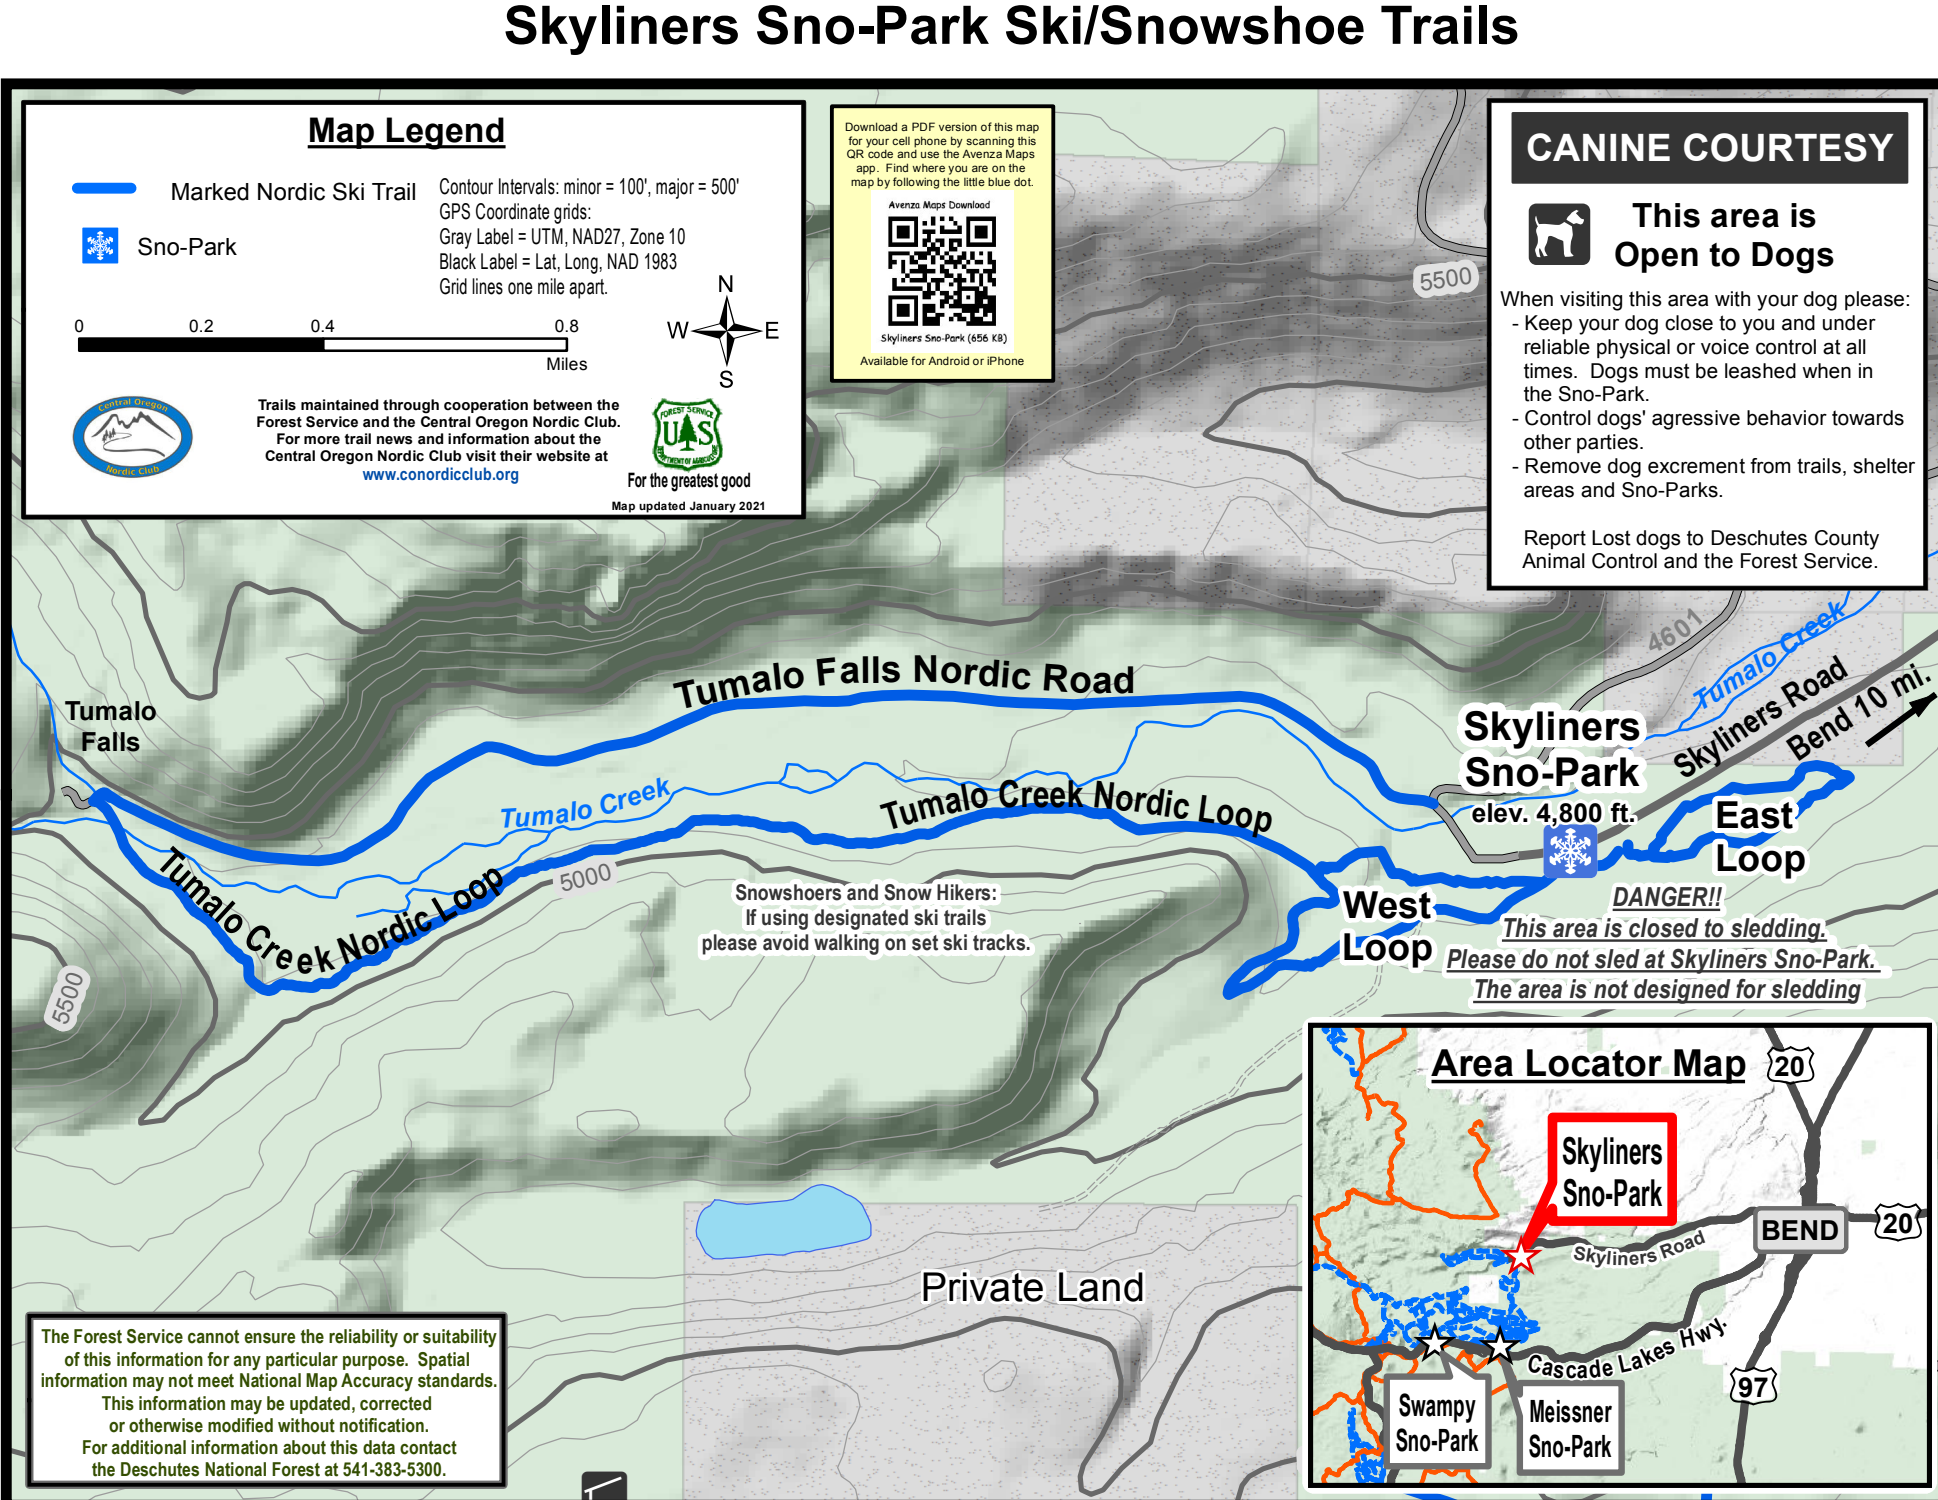 Skyliners Sno-Park Ski/Snowshoe Trails
Map Legend
Marked Nordic Ski Trail
Sno-Park
Contour Intervals: minor = 100', major = 500'
GPS Coordinate grids:
Gray Label = UTM, NAD27, Zone 10
Black Label = Lat, Long, NAD 1983
Grid lines one mile apart.
0 0.2 0.4 0.8
Miles
N
W E
S
Central Oregon
Nordic Club
Trails maintained through cooperation between the
Forest Service and the Central Oregon Nordic Club.
For more trail news and information about the
Central Oregon Nordic Club visit their website at
www.conordicclub.org
FOREST SERVICE
U S
DEPARTMENT OF AGRICULTURE
For the greatest good
Map updated January 2021
Download a PDF version of this map
for your cell phone by scanning this
QR code and use the Avenza Maps
app. Find where you are on the
map by following the little blue dot.
Avenza Maps Download
Skyliners Sno-Park (656 KB)
Available for Android or iPhone
CANINE COURTESY
This area is
Open to Dogs
When visiting this area with your dog please:
- Keep your dog close to you and under
reliable physical or voice control at all
times. Dogs must be leashed when in
the Sno-Park.
- Control dogs' agressive behavior towards
other parties.
- Remove dog excrement from trails, shelter
areas and Sno-Parks.
Report Lost dogs to Deschutes County
Animal Control and the Forest Service.
5500
4601
Tumalo Creek
Skyliners Road
Bend 10 mi.
Tumalo Falls Nordic Road
Tumalo
Falls
Skyliners
Sno-Park
elev. 4,800 ft.
Tumalo Creek
Tumalo Creek Nordic Loop
East
Loop
Tumalo Creek Nordic Loop
5000
Snowshoers and Snow Hikers:
If using designated ski trails
please avoid walking on set ski tracks.
West
Loop
DANGER!!
This area is closed to sledding.
Please do not sled at Skyliners Sno-Park.
The area is not designed for sledding
5500
Private Land
Area Locator Map
20
Skyliners
Sno-Park
BEND
20
Skyliners Road
Cascade Lakes Hwy.
97
Swampy
Sno-Park
Meissner
Sno-Park
The Forest Service cannot ensure the reliability or suitability
of this information for any particular purpose. Spatial
information may not meet National Map Accuracy standards.
This information may be updated, corrected
or otherwise modified without notification.
For additional information about this data contact
the Deschutes National Forest at 541-383-5300.